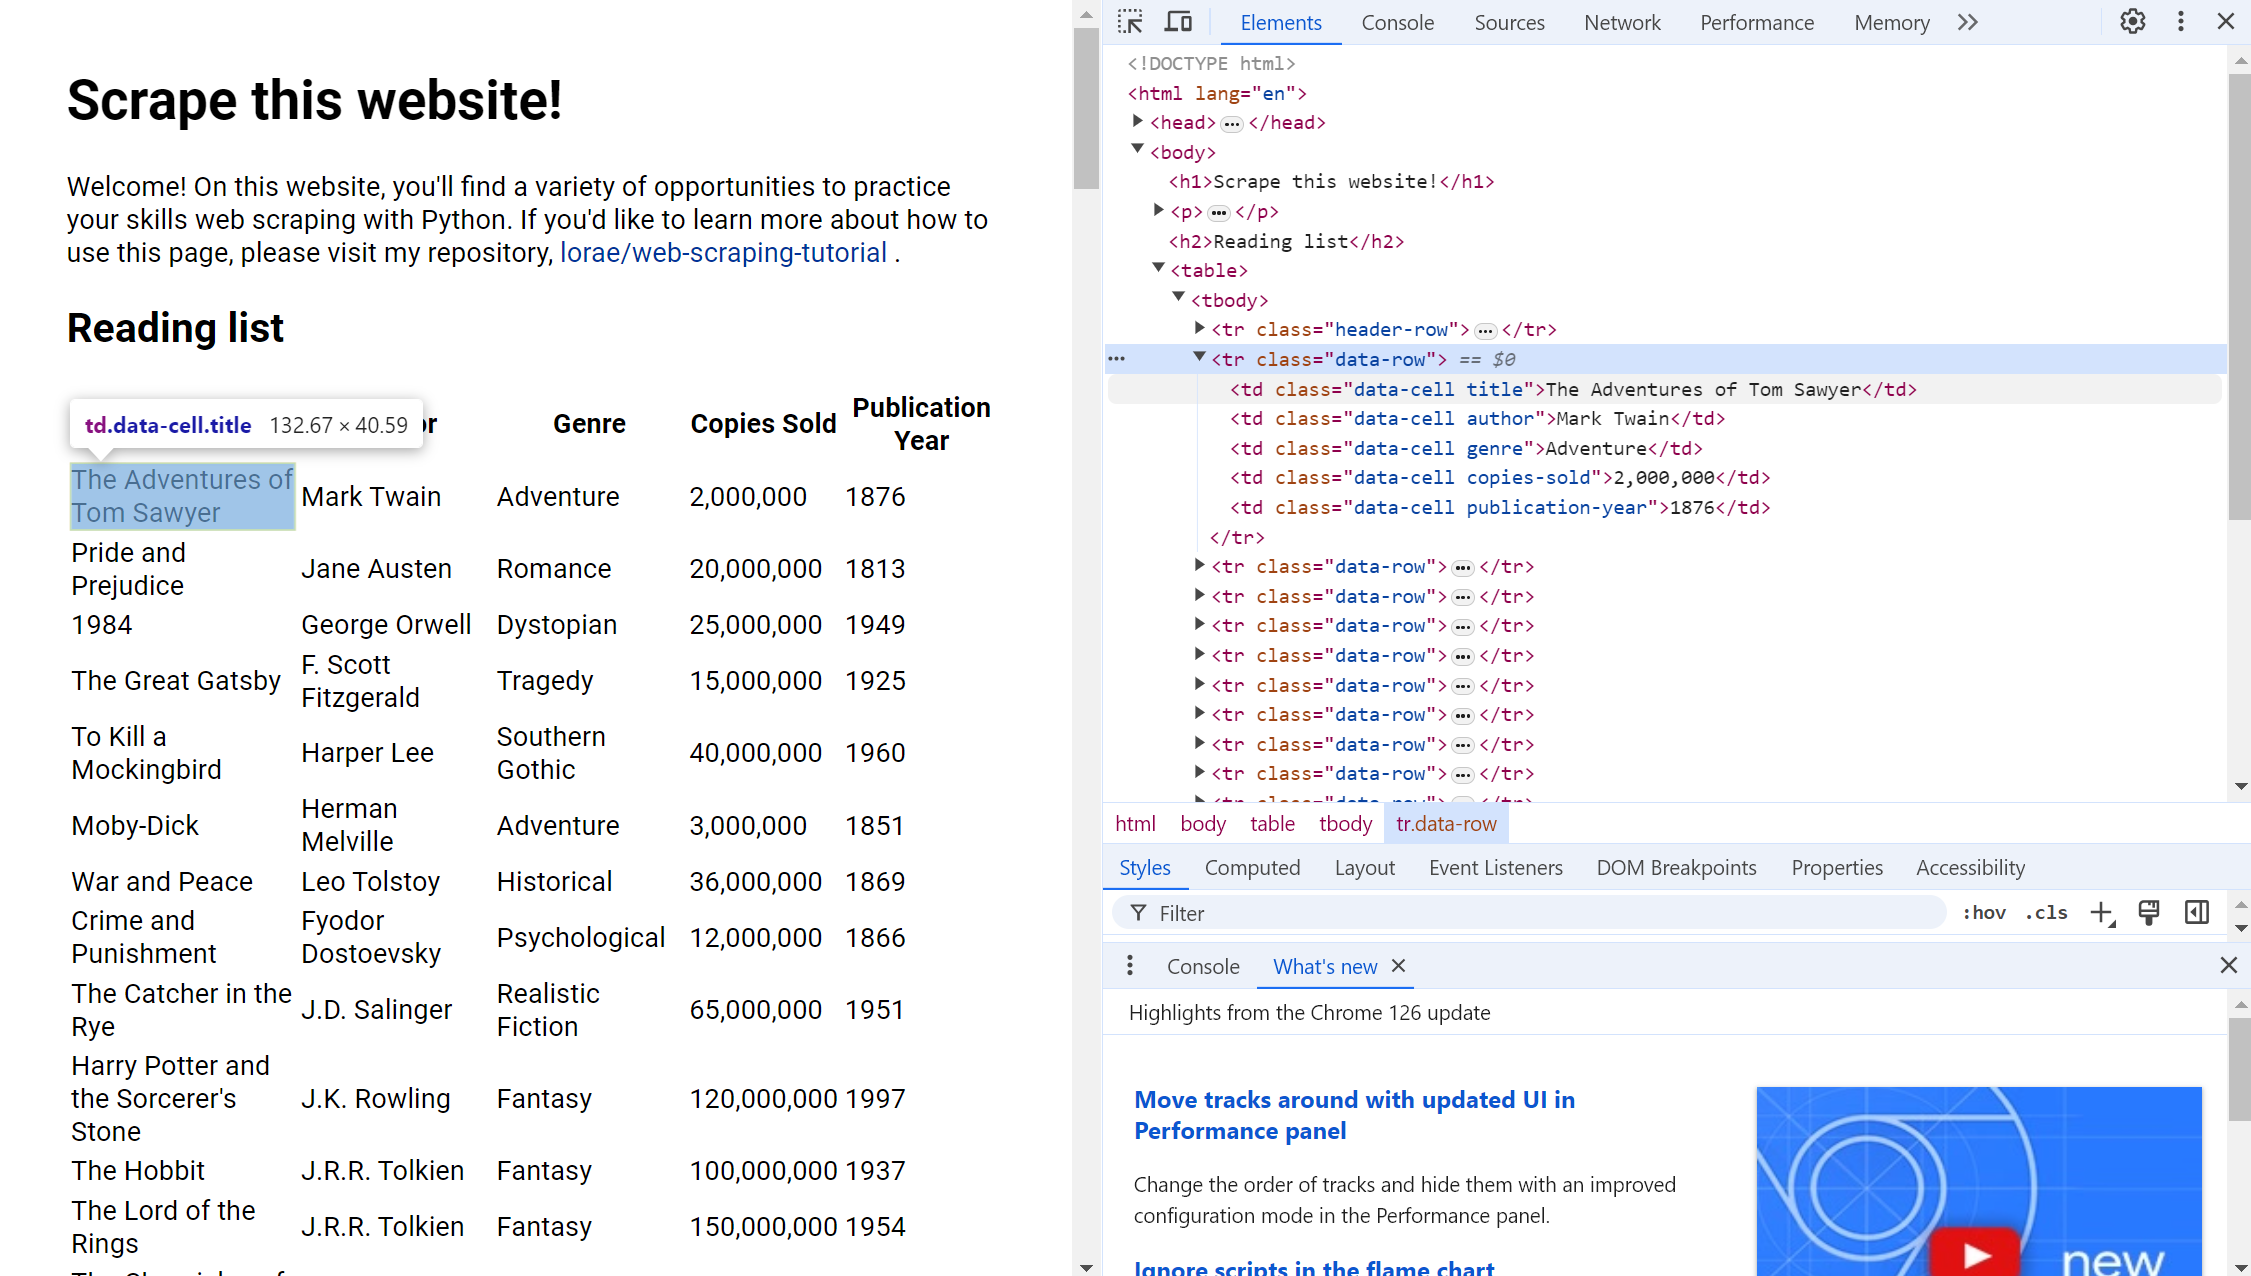 Scrape this website!
Welcome! On this website, you'll find a variety of opportunities to practice
your skills web scraping with Python. If you'd like to learn more about how to
use this page, please visit my repository, lorae/web-scraping-tutorial .
Reading list
td.data-cell.title 132.67 × 40.59
Genre Copies Sold Publication
Year
The Adventures of
Tom Sawyer Mark Twain Adventure 2,000,000 1876
Pride and
Prejudice Jane Austen Romance 20,000,000 1813
1984 George Orwell Dystopian 25,000,000 1949
The Great Gatsby F. Scott
Fitzgerald Tragedy 15,000,000 1925
To Kill a
Mockingbird Harper Lee Southern
Gothic 40,000,000 1960
Moby-Dick Herman
Melville Adventure 3,000,000 1851
War and Peace Leo Tolstoy Historical 36,000,000 1869
Crime and
Punishment Fyodor
Dostoevsky Psychological 12,000,000 1866
The Catcher in the
Rye J.D. Salinger Realistic
Fiction 65,000,000 1951
Harry Potter and
the Sorcerer's
Stone J.K. Rowling Fantasy 120,000,000 1997
The Hobbit J.R.R. Tolkien Fantasy 100,000,000 1937
The Lord of the
Rings J.R.R. Tolkien Fantasy 150,000,000 1954
Elements Console Sources Network Performance Memory
<!DOCTYPE html>
<html lang="en">
<head> … </head>
<body>
<h1>Scrape this website!</h1>
<p> … </p>
<h2>Reading list</h2>
<table>
<tbody>
<tr class="header-row"> … </tr>
<tr class="data-row"> == $0
<td class="data-cell title">The Adventures of Tom Sawyer</td>
<td class="data-cell author">Mark Twain</td>
<td class="data-cell genre">Adventure</td>
<td class="data-cell copies-sold">2,000,000</td>
<td class="data-cell publication-year">1876</td>
</tr>
<tr class="data-row"> … </tr>
<tr class="data-row"> … </tr>
<tr class="data-row"> … </tr>
<tr class="data-row"> … </tr>
<tr class="data-row"> … </tr>
<tr class="data-row"> … </tr>
<tr class="data-row"> … </tr>
<tr class="data-row"> … </tr>
html body table tbody tr.data-row
Styles Computed Layout Event Listeners DOM Breakpoints Properties Accessibility
Filter :hov .cls
Console What's new
Highlights from the Chrome 126 update
Move tracks around with updated UI in
Performance panel
Change the order of tracks and hide them with an improved
configuration mode in the Performance panel.
Ignore scripts in the flame chart
new